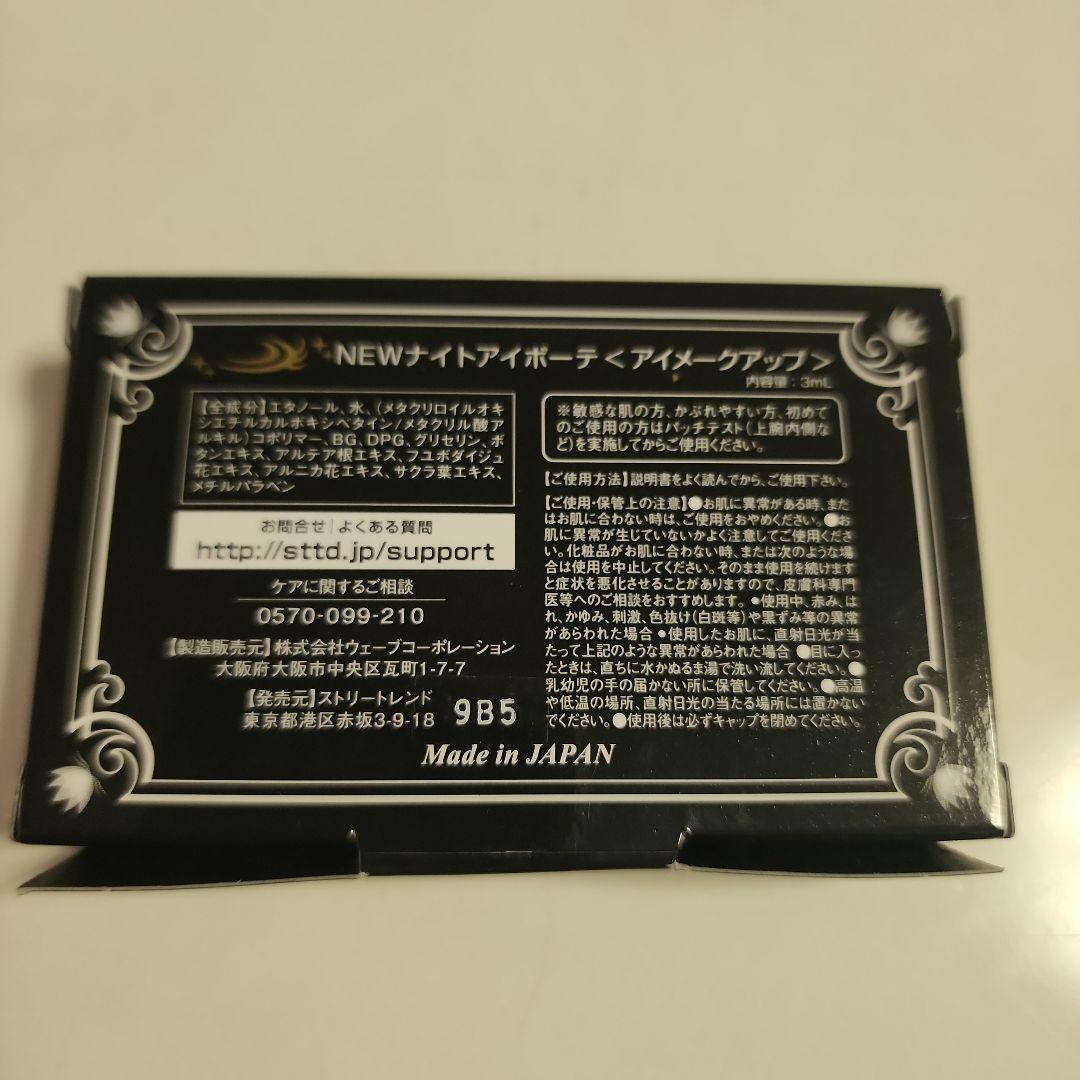 NEWナイトアイボーテ<アイメークアップ>
内容量:3mL
【全成分】エタノール、水、(メタクリロイルオキ
シエチルカルボキシベタイン/メタクリル酸ア
ルキル)コポリマー、BG、DPG、グリセリン、ボ
タンエキス、アルテア根エキス、フユボダイジュ
花エキス、アルニカ花エキス、サクラ葉エキス、
メチルパラベン
お問合せ|よくある質問
http://sttd.jp/support
ケアに関するご相談
0570-099-210
【製造販売元】株式会社ウェーブコーポレーション
大阪府大阪市中央区瓦町1-7-7
【発売元】ストリートレンド
東京都港区赤坂3-9-18
9B5
※敏感な肌の方、かぶれやすい方、初めて
のご使用の方はパッチテスト(上腕内側な
ど)を実施してからご使用ください。
【ご使用方法】説明書をよく読んでから、ご使用下さい。
【ご使用・保管上の注意】●お肌に異常がある時、また
はお肌に合わない時は、ご使用をおやめください。●お
肌に異常が生じていないかよく注意してご使用くださ
い。化粧品がお肌に合わない時、または次のような場
合は使用を中止してください。そのまま使用を続けます
と症状を悪化させることがありますので、皮膚科専門
医等へのご相談をおすすめします。•使用中、赤み、は
れ、かゆみ、刺激、色抜け(白斑等)や黒ずみ等の異常
があらわれた場合•使用したお肌に、直射日光が当
たって上記のような異常があらわれた場合 ●目に入っ
たときは、直ちに水かぬるま湯で洗い流してください。●
乳幼児の手の届かない所に保管してください。●高温
や低温の場所、直射日光の当たる場所には置かない
でください。●使用後は必ずキャップを閉めてください。
Made in JAPAN